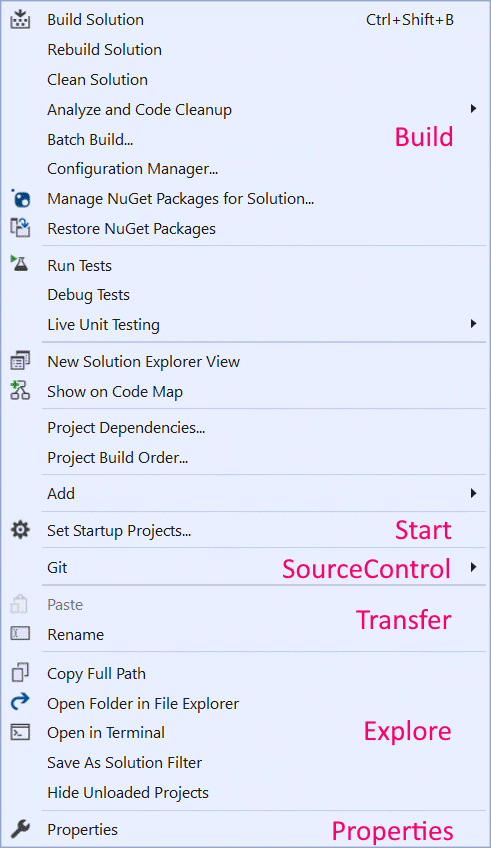 Build Solution Ctrl+Shift+B
Rebuild Solution
Clean Solution
Analyze and Code Cleanup
Batch Build... Build
Configuration Manager...
Manage NuGet Packages for Solution...
Restore NuGet Packages
Run Tests
Debug Tests
Live Unit Testing
New Solution Explorer View
Show on Code Map
Project Dependencies...
Project Build Order...
Add
Set Startup Projects... Start
Git SourceControl
Paste
Transfer
Rename
Copy Full Path
Open Folder in File Explorer
Open in Terminal Explore
Save As Solution Filter
Hide Unloaded Projects
Properties Properties